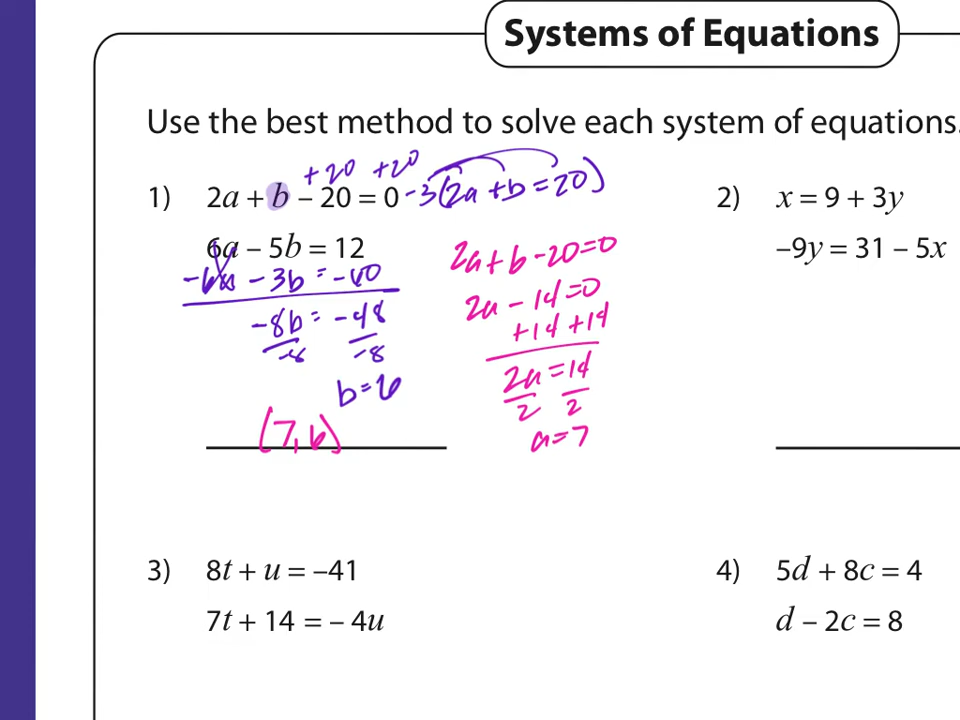 Systems of Equations
Use the best method to solve each system of equations.
+20 +20
1) 2a + b – 20 = 0 -3(2a + b = 20)
6a – 5b = 12
-6a - 3b = -60
-8b = -48
-8 -8
b = 6
(7, 6)
2a + b - 20 = 0
2a - 14 = 0
+14 +14
2a = 14
2 2
a = 7
2) x = 9 + 3y
–9y = 31 – 5x
3) 8t + u = –41
7t + 14 = – 4u
4) 5d + 8c = 4
d – 2c = 8